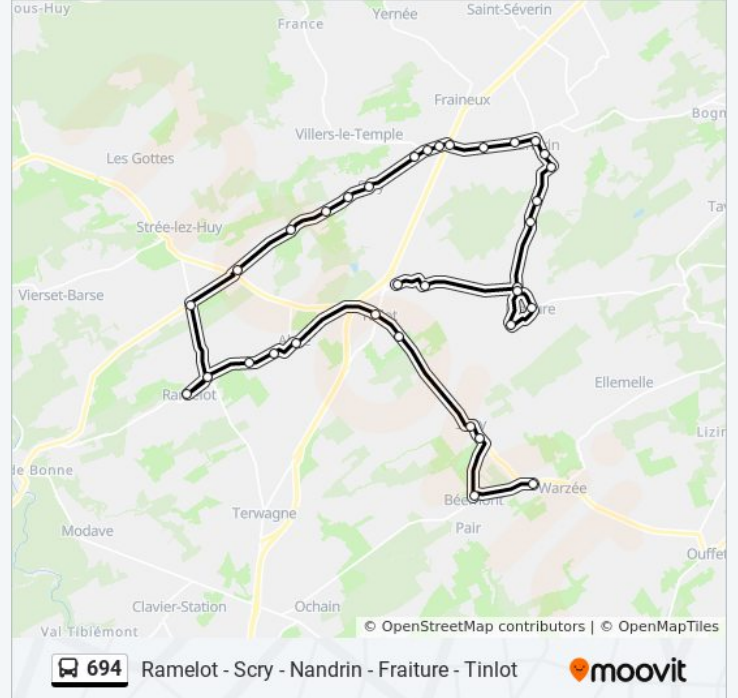 ous-Huy
Yernée
Saint-Séverin
France
Fraineux
Bogn
Villers-le-Temple
Les Gottes
Strée-lez-Huy
Vierset-Barse
Ellemelle
de Bonne
Warzée
Béemont
Terwagne
Pair
Modave
Ouffet
Clavier-Station
Ochain
Val Tibiémont
© OpenStreetMap contributors | © OpenMapTiles
694 Ramelot - Scry - Nandrin - Fraiture - Tinlot moovit